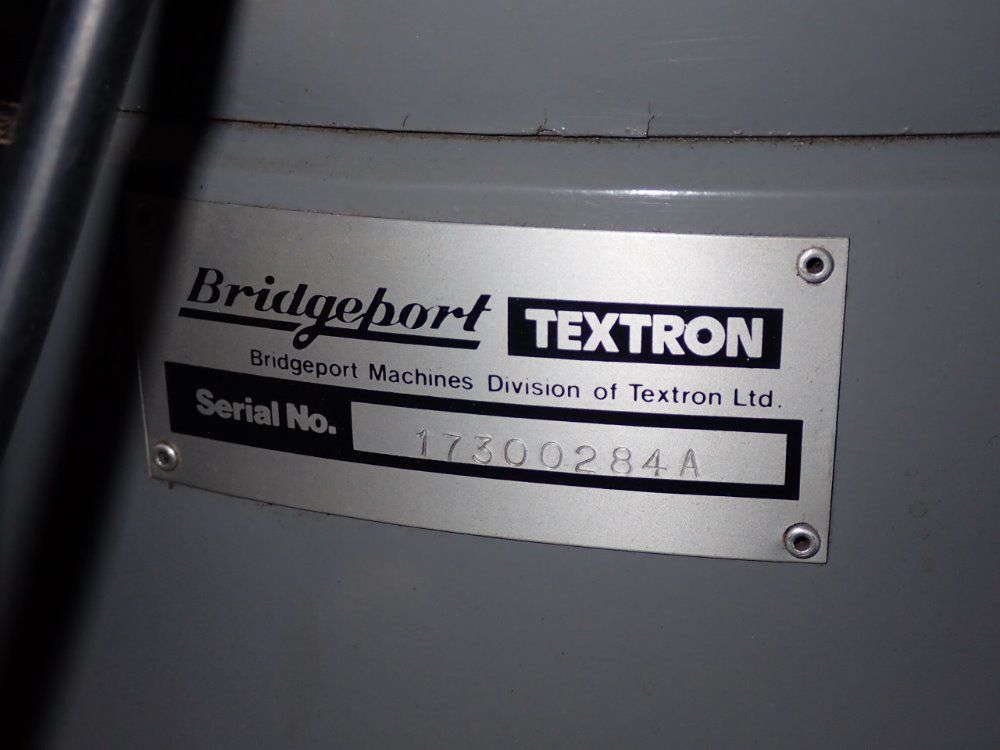 Bridgeport TEXTRON
Bridgeport Machines Division of Textron Ltd.
Serial No. 17300284A